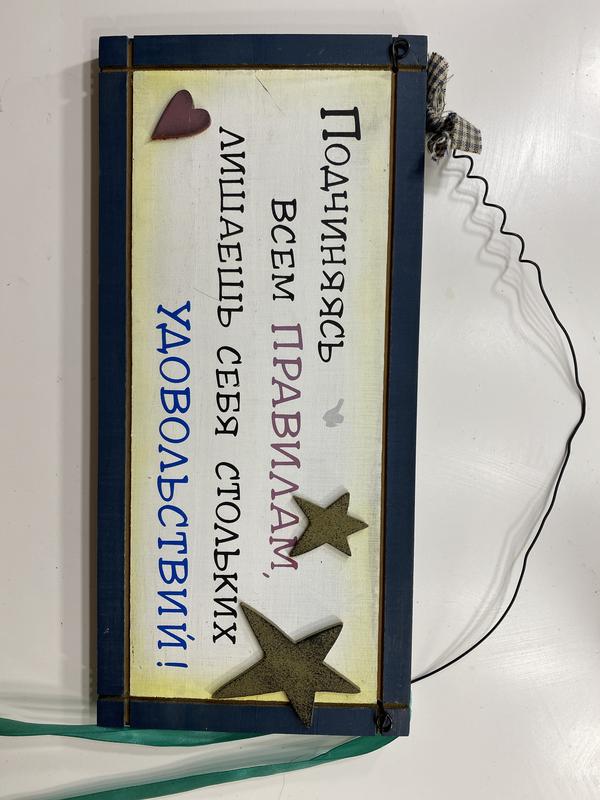 Подчиняясь
всем ПРАВИЛАМ,
лишаешь себя стольких
УДОВОЛЬСТВИЙ!